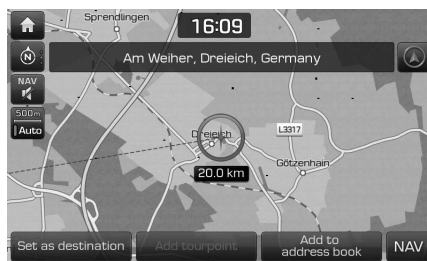 Sprendlingen
16:09
N
Am Weiher, Dreieich, Germany
NAV
500m
Auto
Dreieich
L3317
Götzenhain
20.0 km
Set as destination
Add tourpoint
Add to
address book
NAV